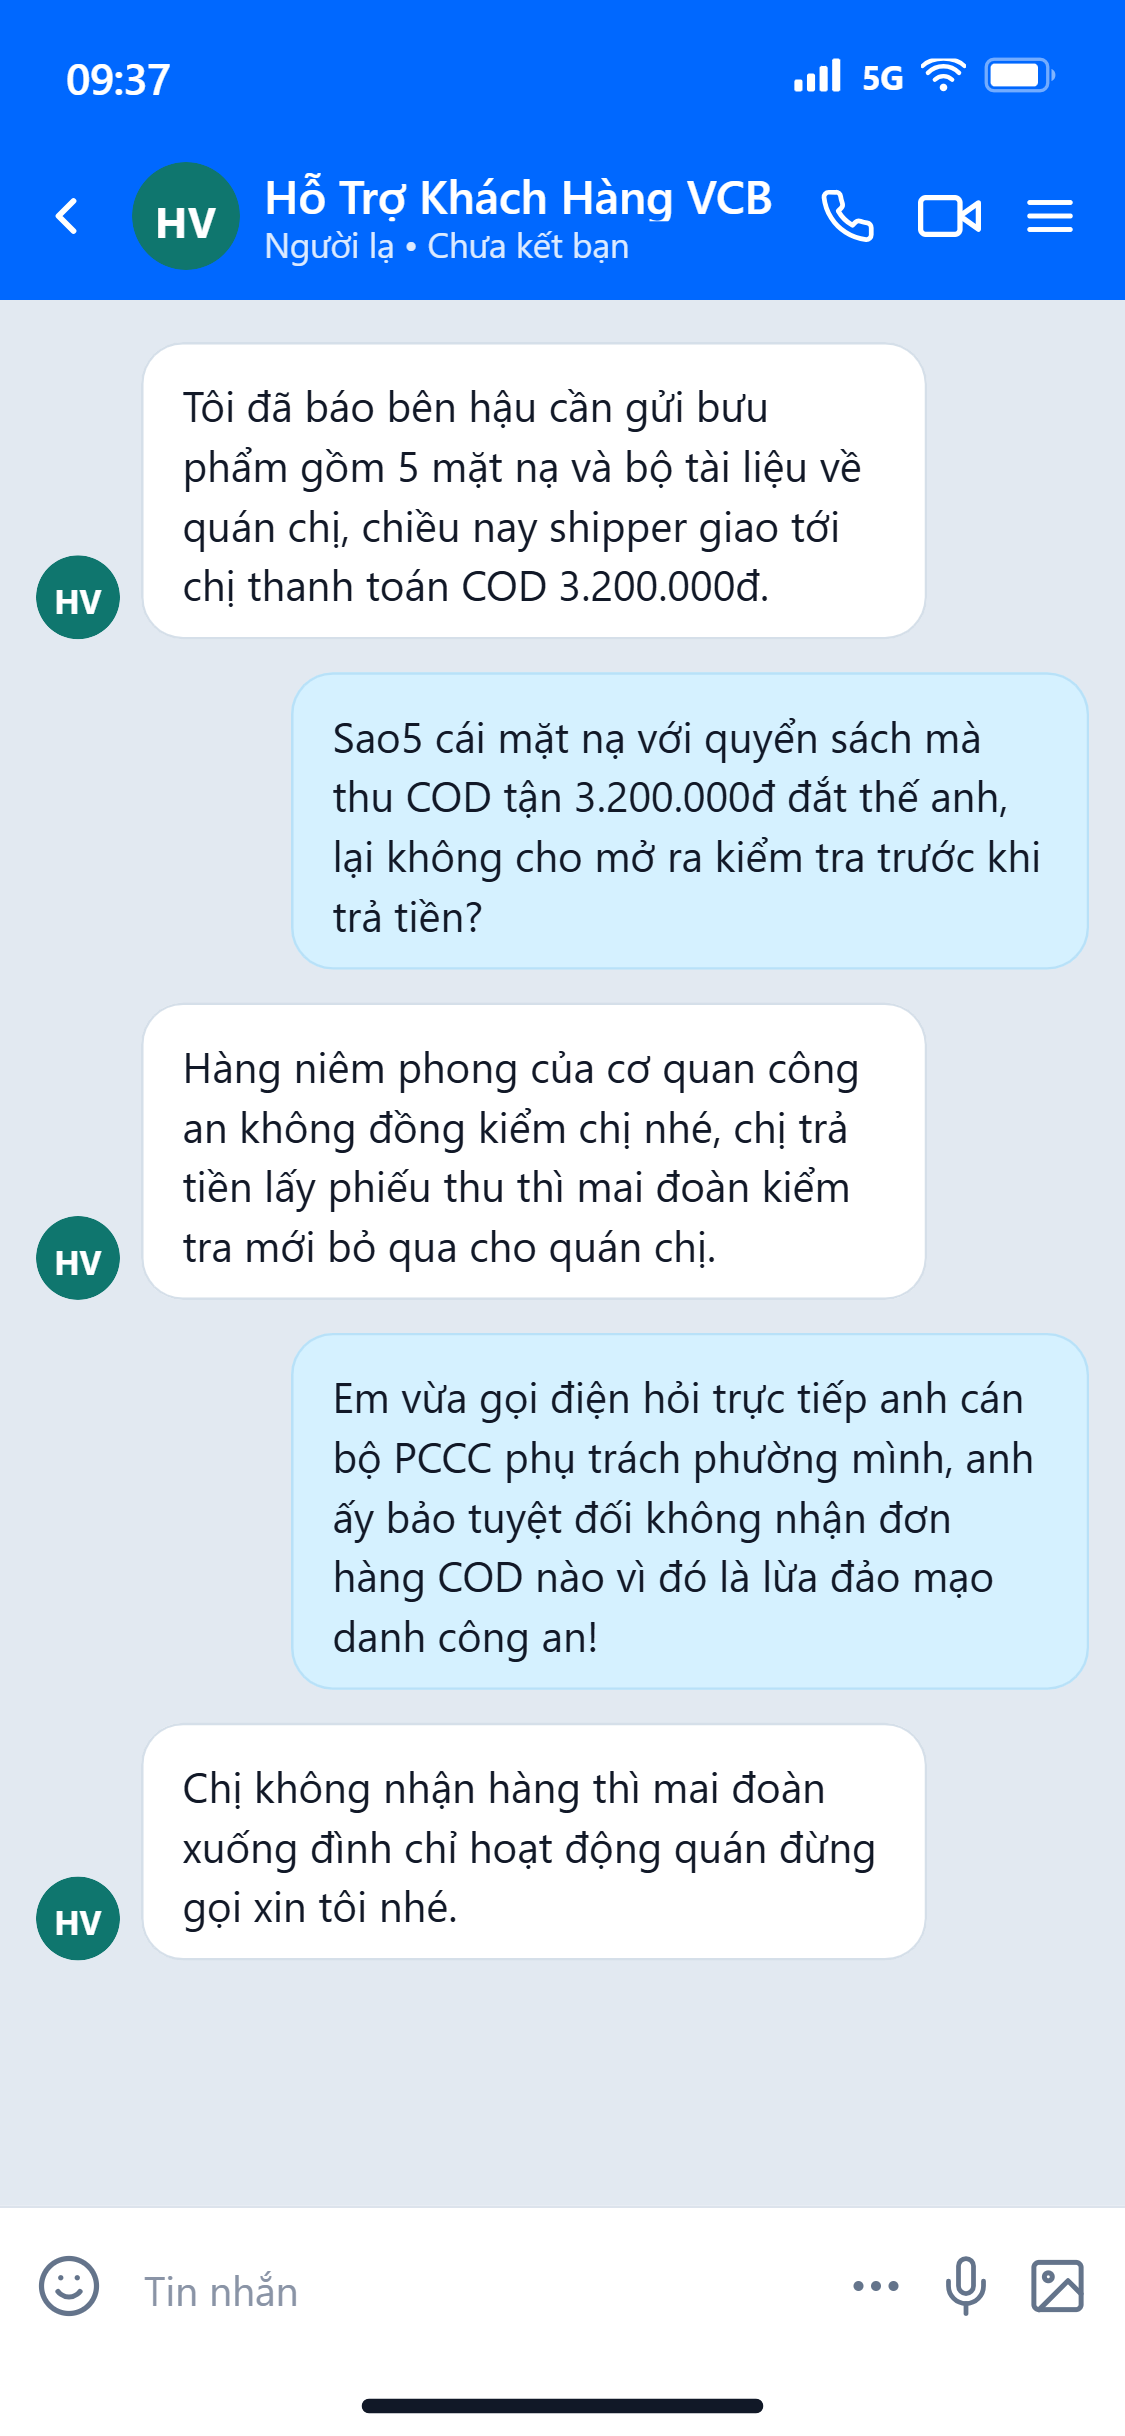 09:37
5G
HV
Hỗ Trợ Khách Hàng VCB
Người lạ • Chưa kết bạn
Tôi đã báo bên hậu cần gửi bưu
phẩm gồm 5 mặt nạ và bộ tài liệu về
quán chị, chiều nay shipper giao tới
chị thanh toán COD 3.200.000đ.
HV
Sao5 cái mặt nạ với quyển sách mà
thu COD tận 3.200.000đ đắt thế anh,
lại không cho mở ra kiểm tra trước khi
trả tiền?
Hàng niêm phong của cơ quan công
an không đồng kiểm chị nhé, chị trả
tiền lấy phiếu thu thì mai đoàn kiểm
tra mới bỏ qua cho quán chị.
HV
Em vừa gọi điện hỏi trực tiếp anh cán
bộ PCCC phụ trách phường mình, anh
ấy bảo tuyệt đối không nhận đơn
hàng COD nào vì đó là lừa đảo mạo
danh công an!
Chị không nhận hàng thì mai đoàn
xuống đình chỉ hoạt động quán đừng
gọi xin tôi nhé.
HV
Tin nhắn